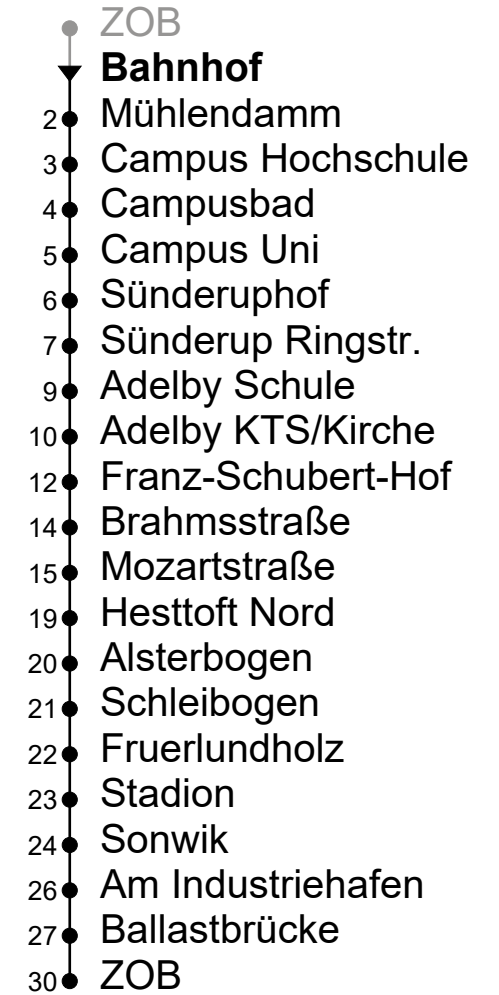 ZOB
Bahnhof
2 Mühlendamm
3 Campus Hochschule
4 Campusbad
5 Campus Uni
6 Sünderuphof
7 Sünderup Ringstr.
9 Adelby Schule
10 Adelby KTS/Kirche
12 Franz-Schubert-Hof
14 Brahmsstraße
15 Mozartstraße
19 Hesttoft Nord
20 Alsterbogen
21 Schleibogen
22 Fruerlundholz
23 Stadion
24 Sonwik
26 Am Industriehafen
27 Ballastbrücke
30 ZOB